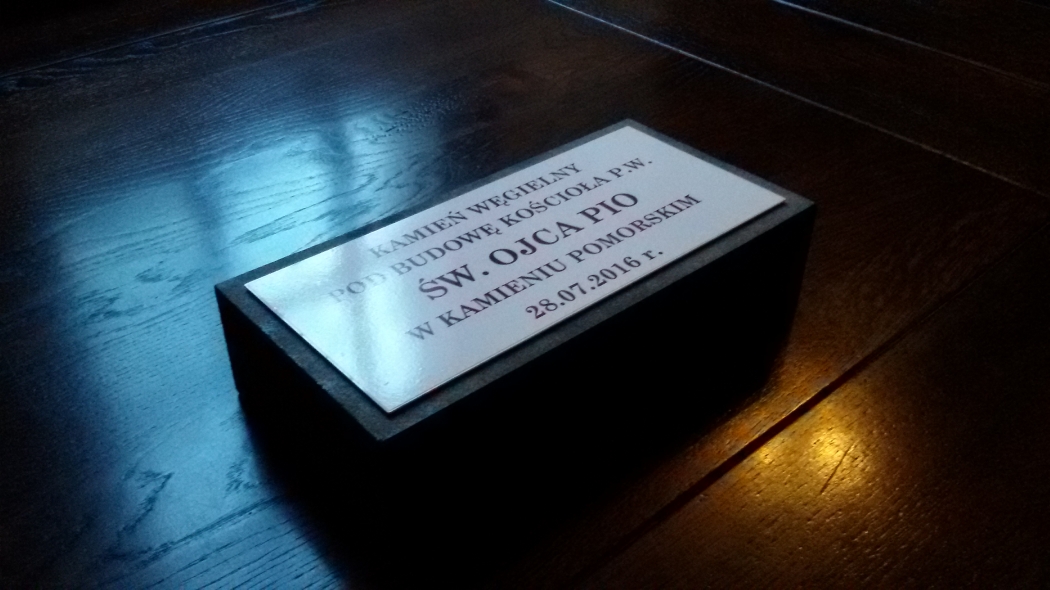 KAMIEŃ WĘGIELNY
POD BUDOWĘ KOŚCIOŁA P.W.
ŚW. OJCA PIO
W KAMIENIU POMORSKIM
28.07.2016 r.